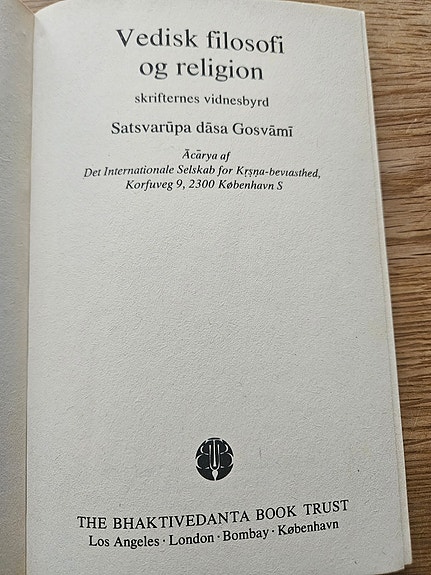 Vedisk filosofi
og religion
skrifternes vidnesbyrd
Satsvarūpa dāsa Gosvāmī
Ācārya af
Det Internationale Selskab for Kṛṣṇa-bevιasthed,
Korfuveg 9, 2300 København S
THE BHAKTIVEDANTA BOOK TRUST
Los Angeles · London · Bombay · København